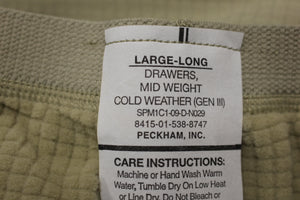 LARGE-LONG
DRAWERS,
MID WEIGHT
COLD WEATHER (GEN III)
SPM1C1-09-D-N029
8415-01-538-8747
PECKHAM, INC.
CARE INSTRUCTIONS:
Machine or Hand Wash Warm
Water, Tumble Dry On Low Heat
or Line Dry. Do Not Bleach or